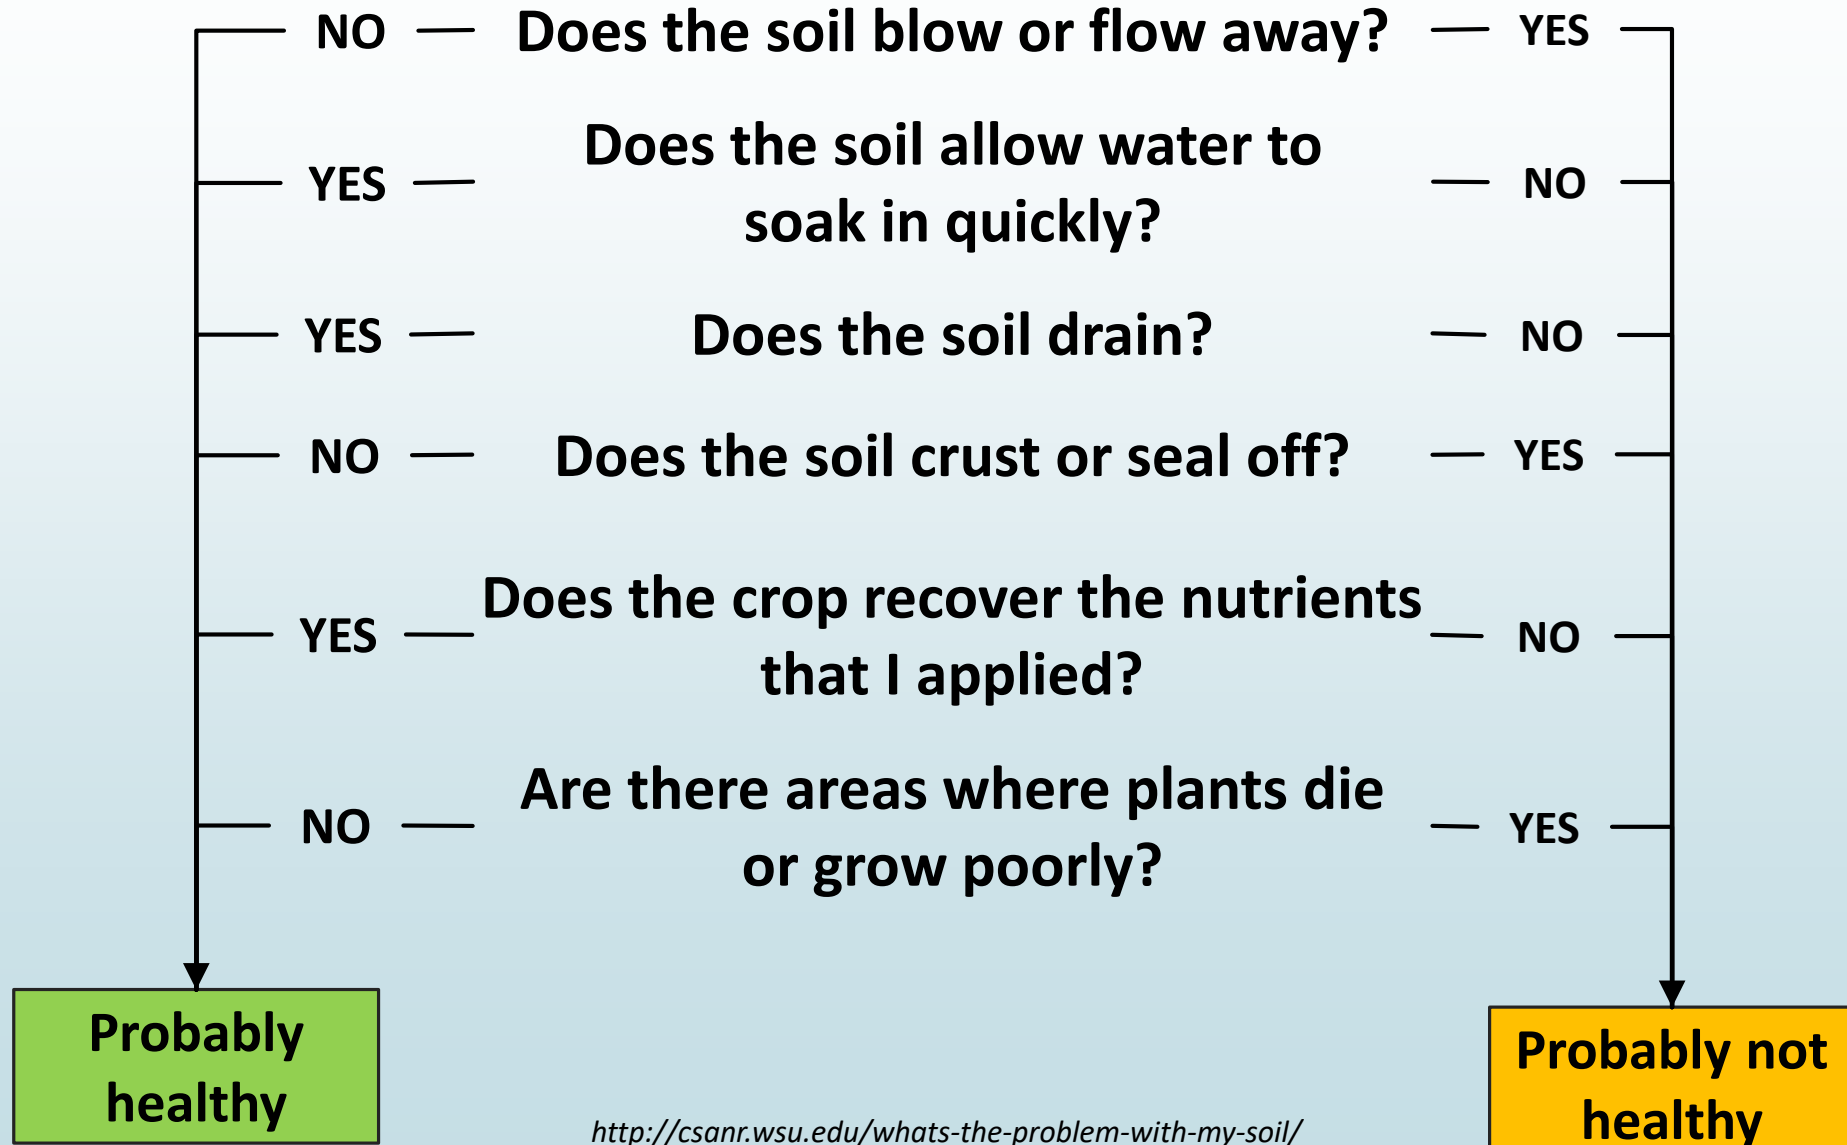 NO Does the soil blow or flow away? YES
Does the soil allow water to
YES NO
soak in quickly?
YES Does the soil drain? NO
NO Does the soil crust or seal off? YES
Does the crop recover the nutrients
YES NO
that I applied?
Are there areas where plants die
NO YES
or grow poorly?
Probably
healthy
Probably not
healthy
http://csanr.wsu.edu/whats-the-problem-with-my-soil/